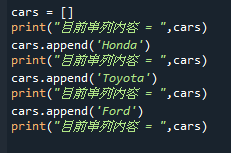 cars = []
print("目前串列内容 = ",cars)
cars.append('Honda')
print("目前串列内容 = ",cars)
cars.append('Toyota')
print("目前串列内容 = ",cars)
cars.append('Ford')
print("目前串列内容 = ",cars)